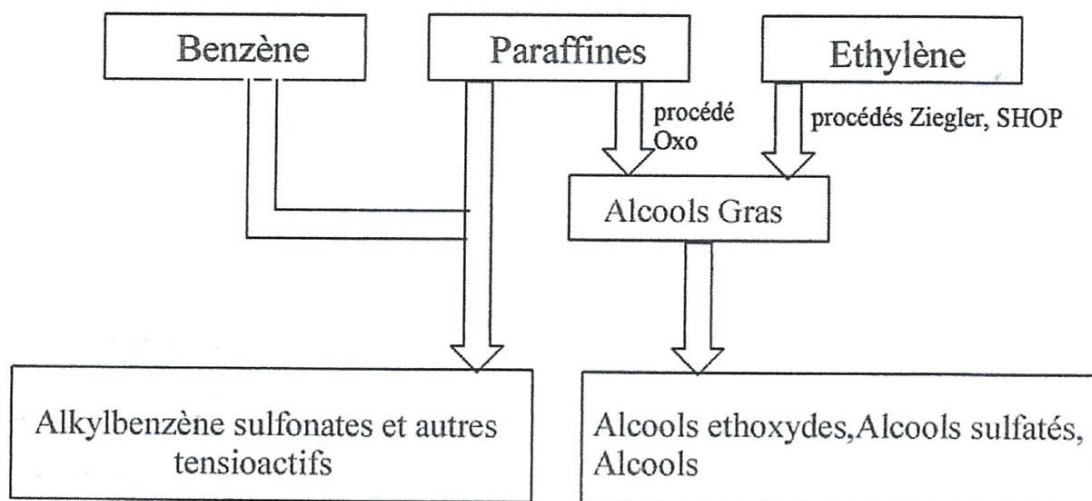 Benzène
Paraffines
Ethylène
procédé
Oxo
procédés Ziegler, SHOP
Alcools Gras
Alkylbenzène sulfonates et autres
tensioactifs
Alcools ethoxydes,Alcools sulfatés,
Alcools